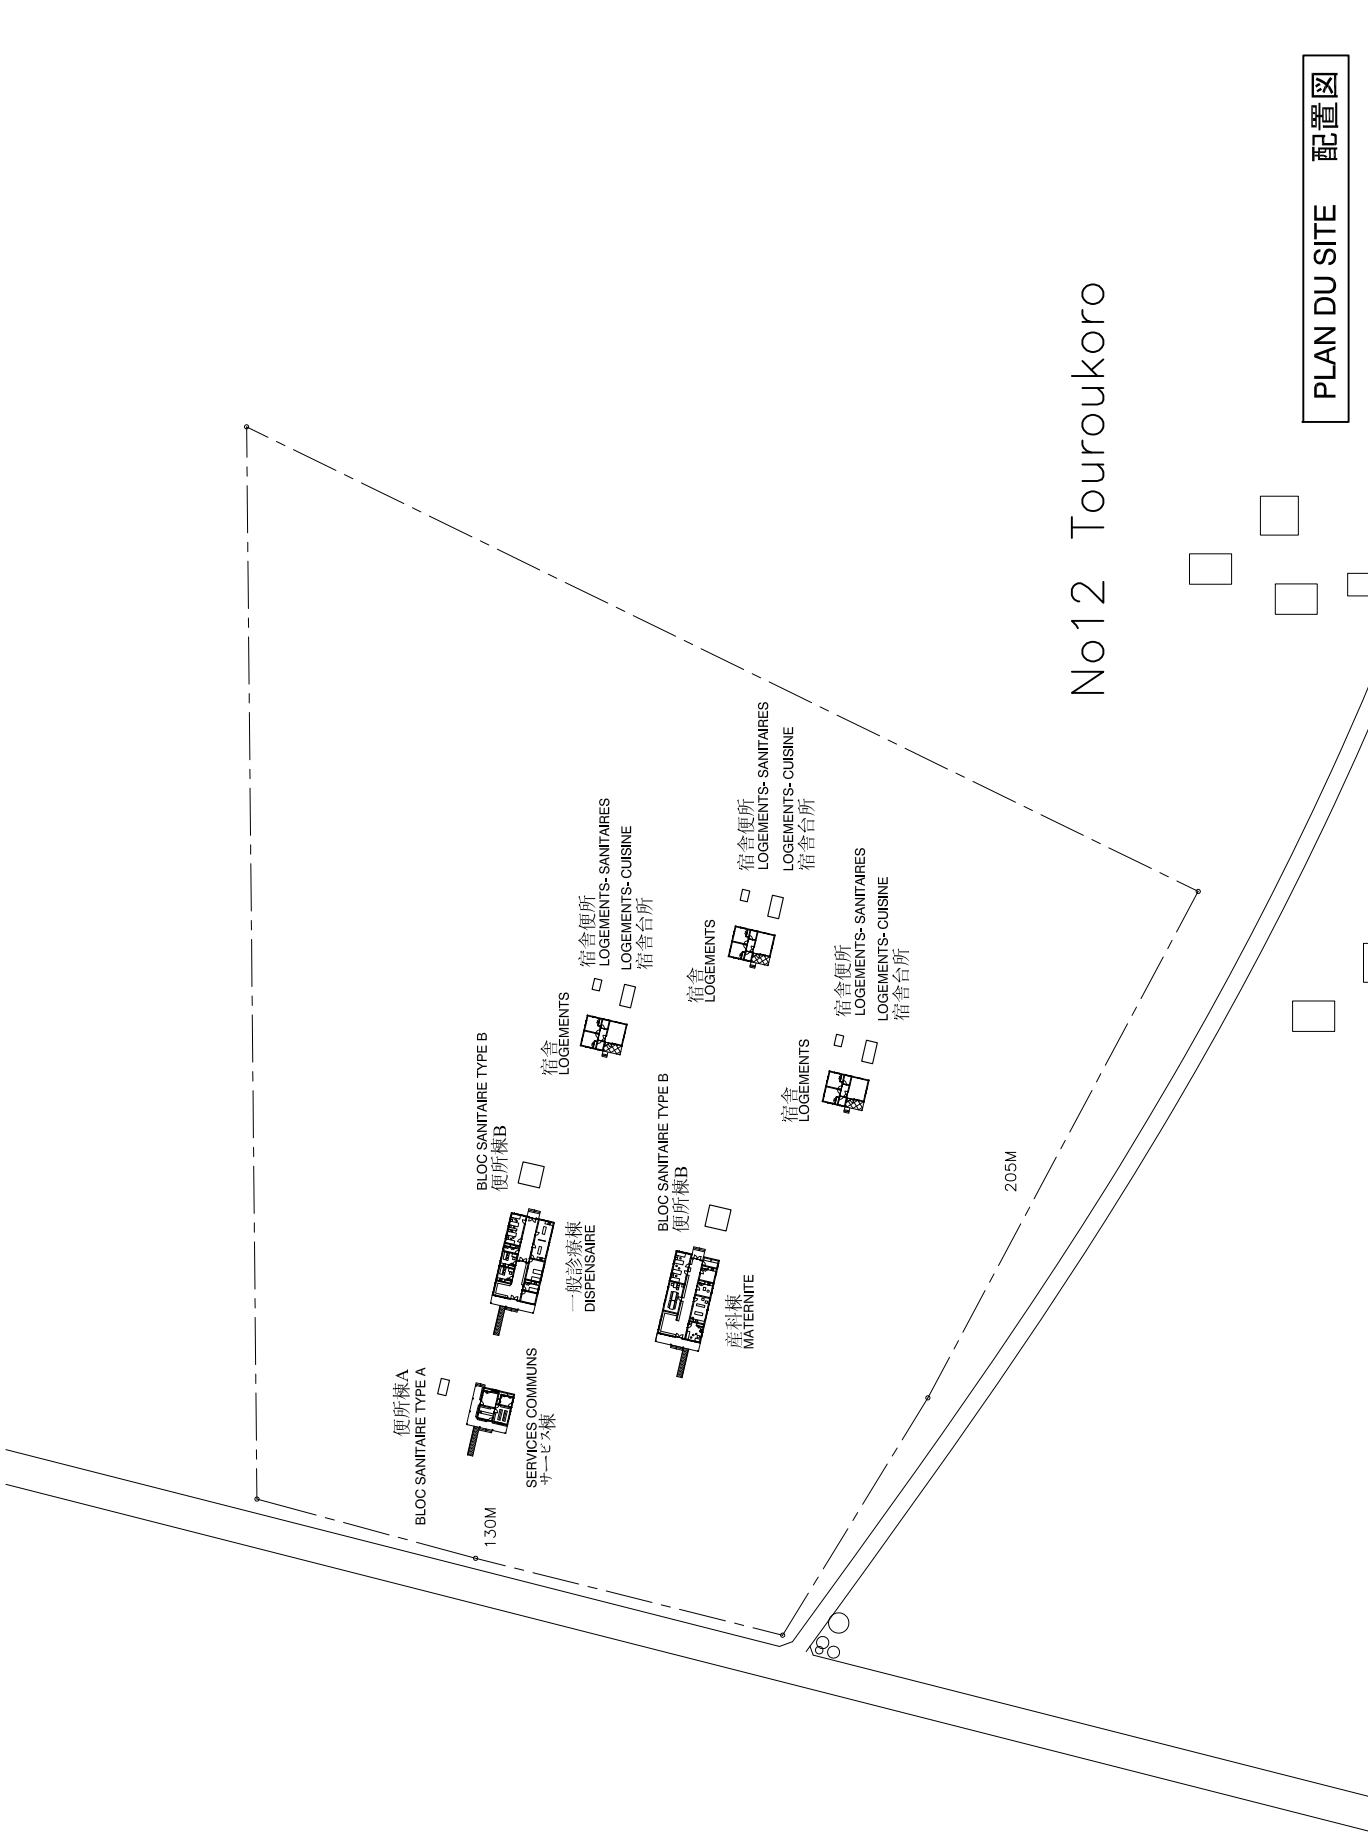 PLAN DU SITE 配置図
No12 Touroukoro
便所棟A
BLOC SANITAIRE TYPE A
SERVICES COMMUNS
サービス棟
130M
BLOC SANITAIRE TYPE B
便所棟B
一般診療棟
DISPENSAIRE
BLOC SANITAIRE TYPE B
便所棟B
産科棟
MATERNITE
宿舎
LOGEMENTS
宿舎便所
LOGEMENTS- SANITAIRES
LOGEMENTS- CUISINE
宿舎台所
宿舎
LOGEMENTS
宿舎便所
LOGEMENTS- SANITAIRES
LOGEMENTS- CUISINE
宿舎台所
宿舎
LOGEMENTS
宿舎便所
LOGEMENTS- SANITAIRES
LOGEMENTS- CUISINE
宿舎台所
205M